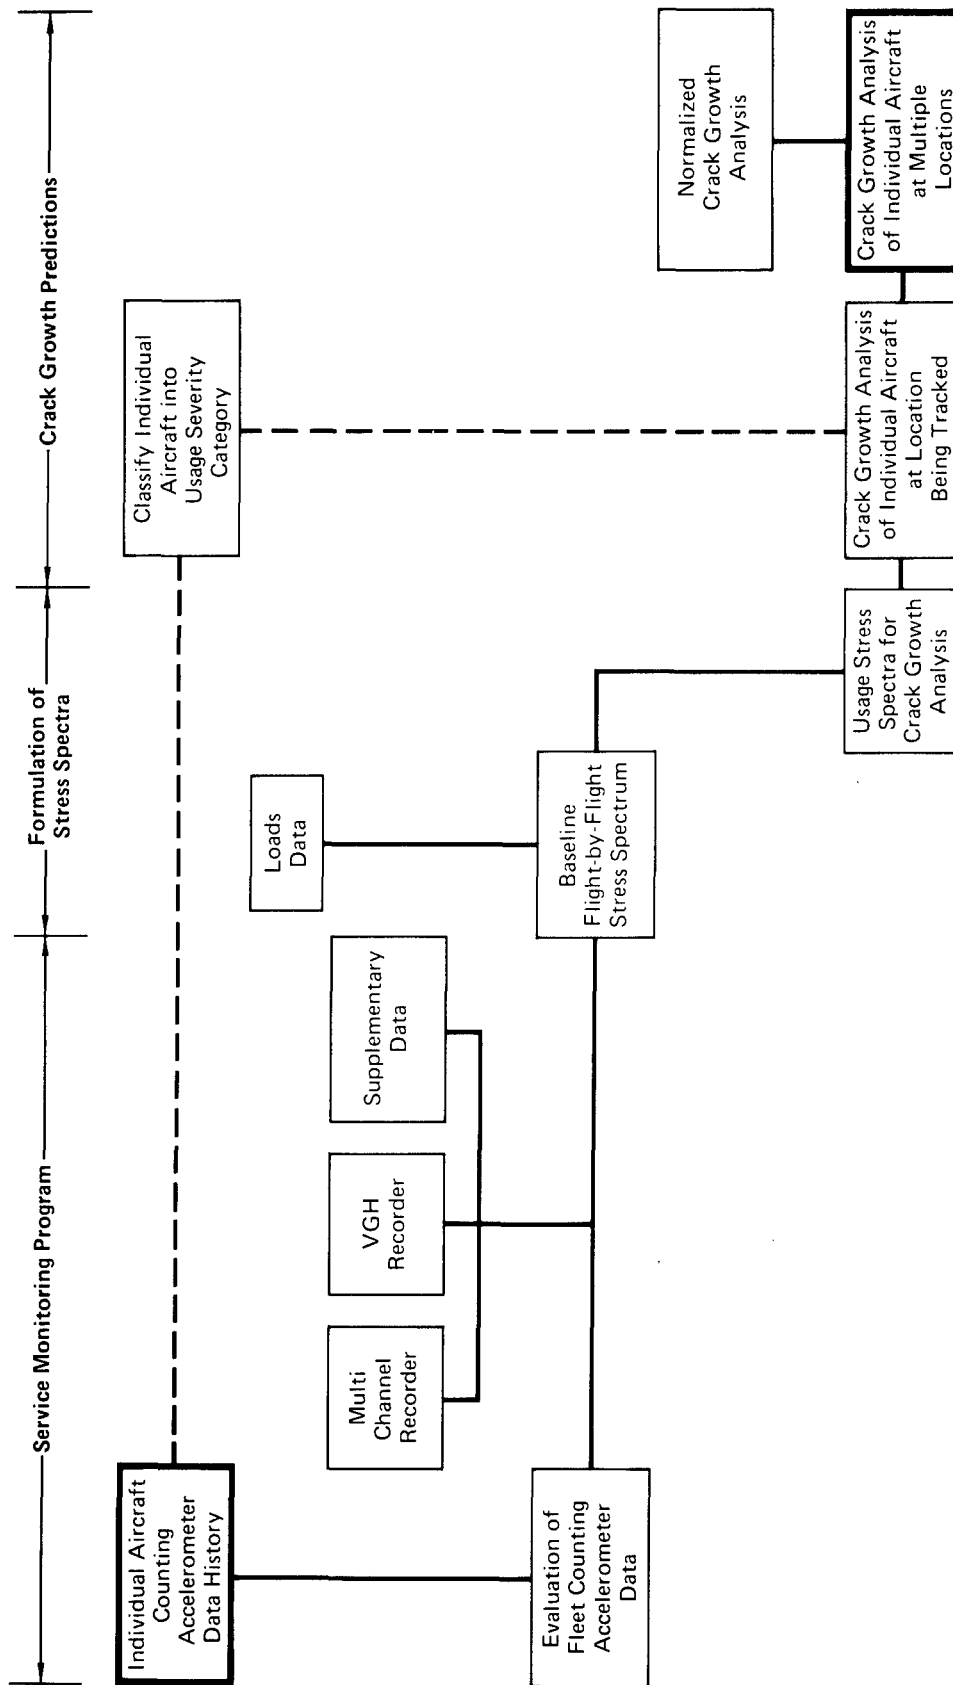 Service Monitoring Program
Formulation of
Stress Spectra
Crack Growth Predictions
Individual Aircraft
Counting
Accelerometer
Data History
Classify Individual
Aircraft into
Usage Severity
Category
Multi
Channel
Recorder
VGH
Recorder
Supplementary
Data
Loads
Data
Evaluation of
Fleet Counting
Accelerometer
Data
Baseline
Flight-by-Flight
Stress Spectrum
Normalized
Crack Growth
Analysis
Usage Stress
Spectra for
Crack Growth
Analysis
Crack Growth Analysis
of Individual Aircraft
at Location
Being Tracked
Crack Growth Analysis
of Individual Aircraft
at Multiple
Locations